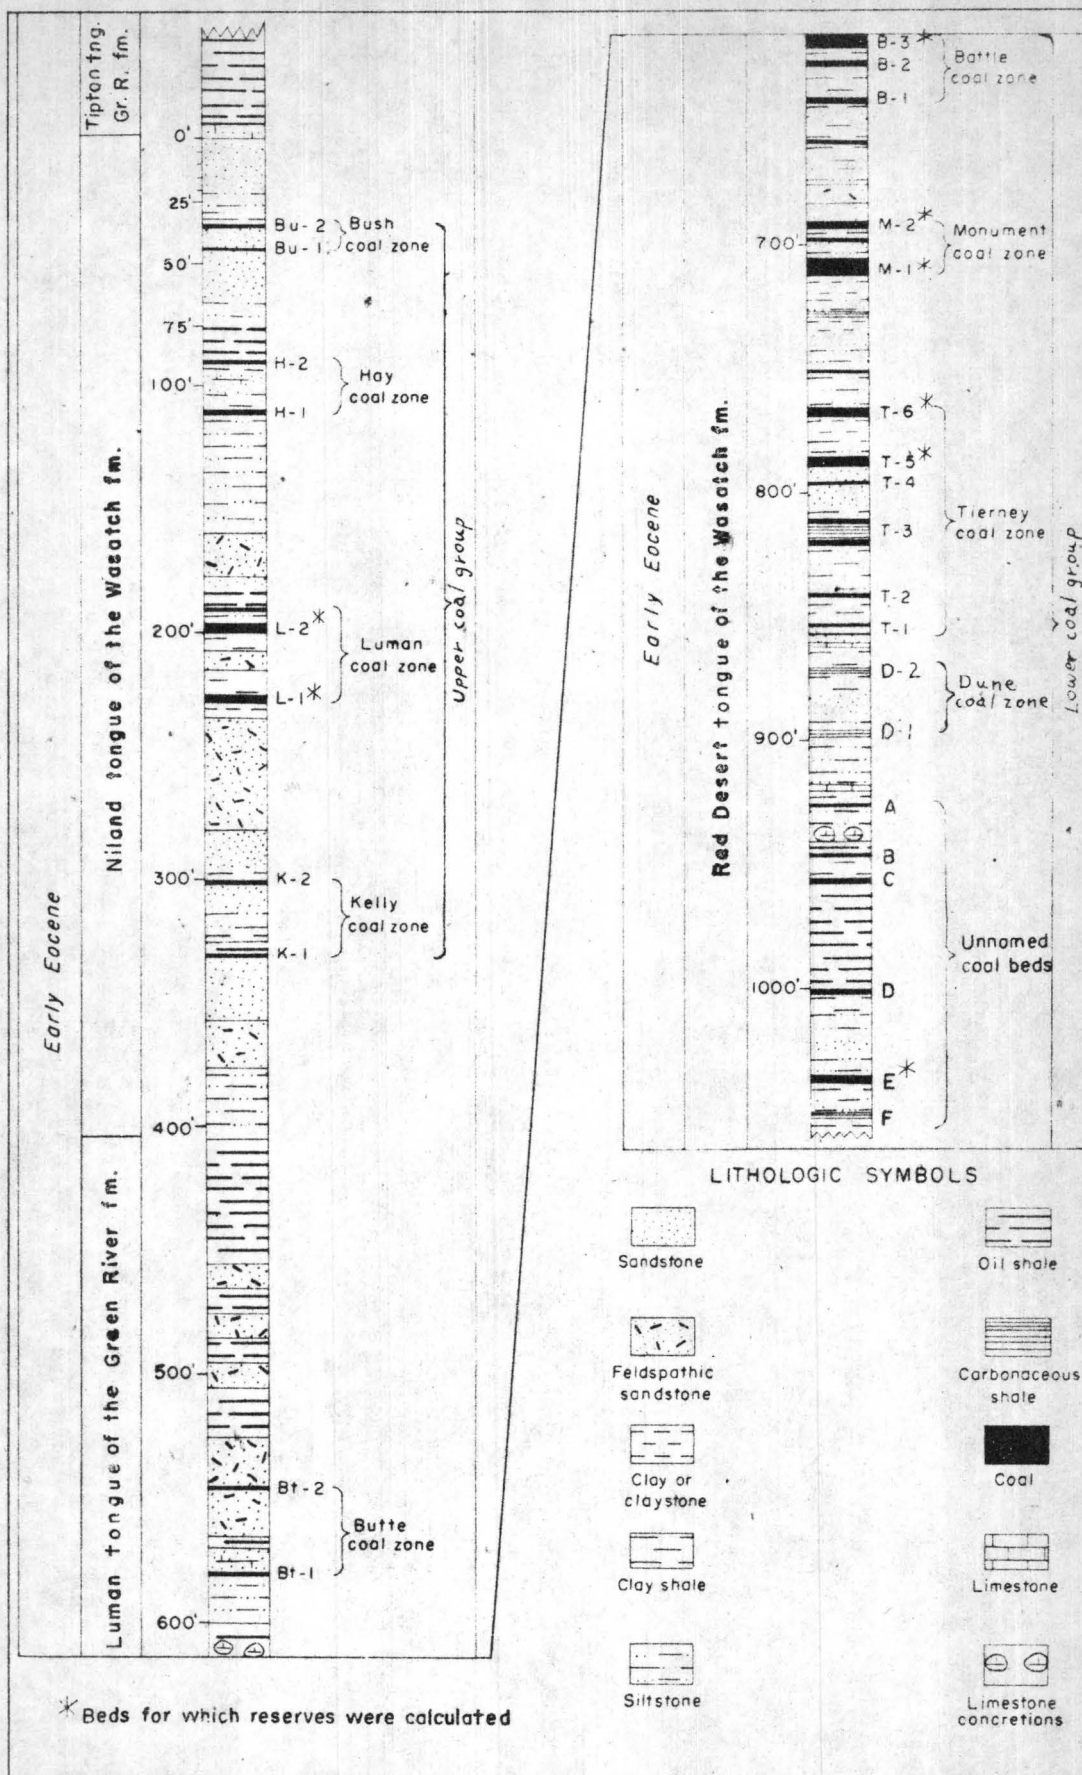 Tipton tng.
Gr. R. fm.
Niland tongue of the Wasatch fm.
Luman tongue of the Green River fm.
Early Eocene
0'
25'
50'
75'
100'
200'
300'
400'
500'
600'
Bu-2
Bu-1
Bush
coal zone
H-2
H-1
Hay
coal zone
L-2*
L-1*
Luman
coal zone
K-2
K-1
Kelly
coal zone
Upper coal group
Bt-2
Bt-1
Butte
coal zone
* Beds for which reserves were calculated
Early Eocene
Red Desert tongue of the Wasatch fm.
700'
800'
900'
1000'
B-3*
B-2
B-1
Battle
coal zone
M-2*
M-1*
Monument
coal zone
T-6*
T-5*
T-4
T-3
T-2
T-1
Tierney
coal zone
D-2
D-1
Dune
coal zone
Lower coal group
A
B
C
D
E*
F
Unnamed
coal beds
LITHOLOGIC SYMBOLS
Sandstone
Oil shale
Feldspathic
sandstone
Carbonaceous
shale
Clay or
claystone
Coal
Clay shale
Limestone
Siltstone
Limestone
concretions